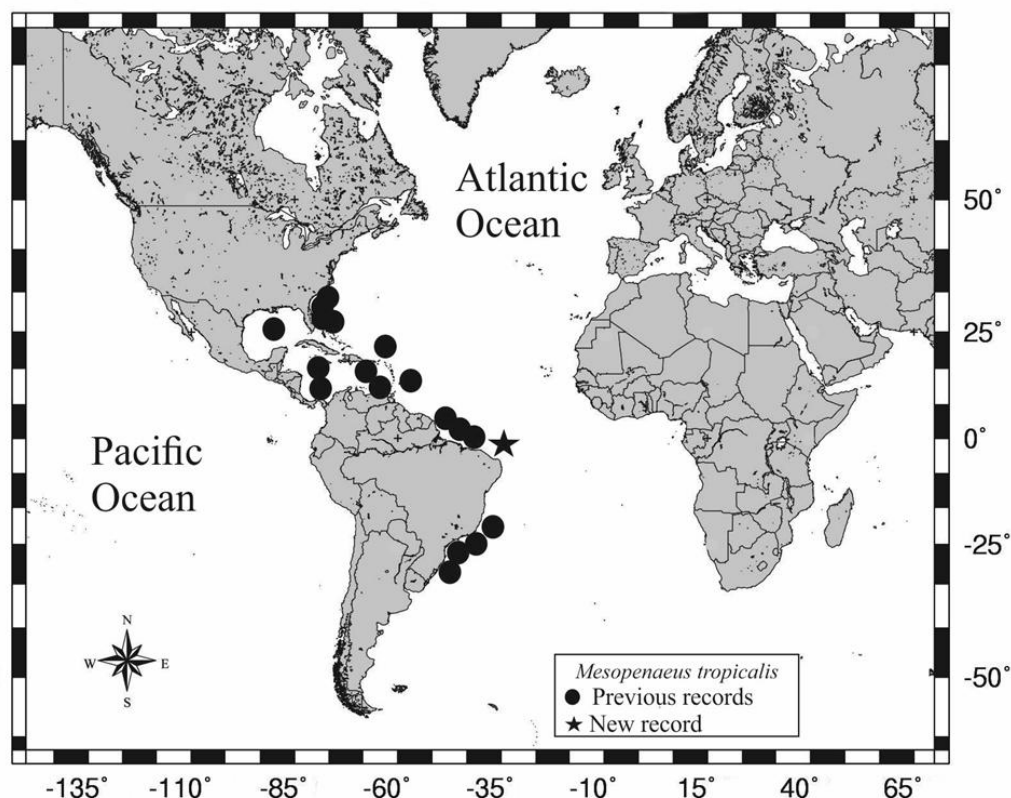 Atlantic
Ocean
50°
25°
0°
Pacific
Ocean
-25°
N
W E
S
-50°
Mesopenaeus tropicalis
Previous records
New record
-135° -110° -85° -60° -35° -10° 15° 40° 65°